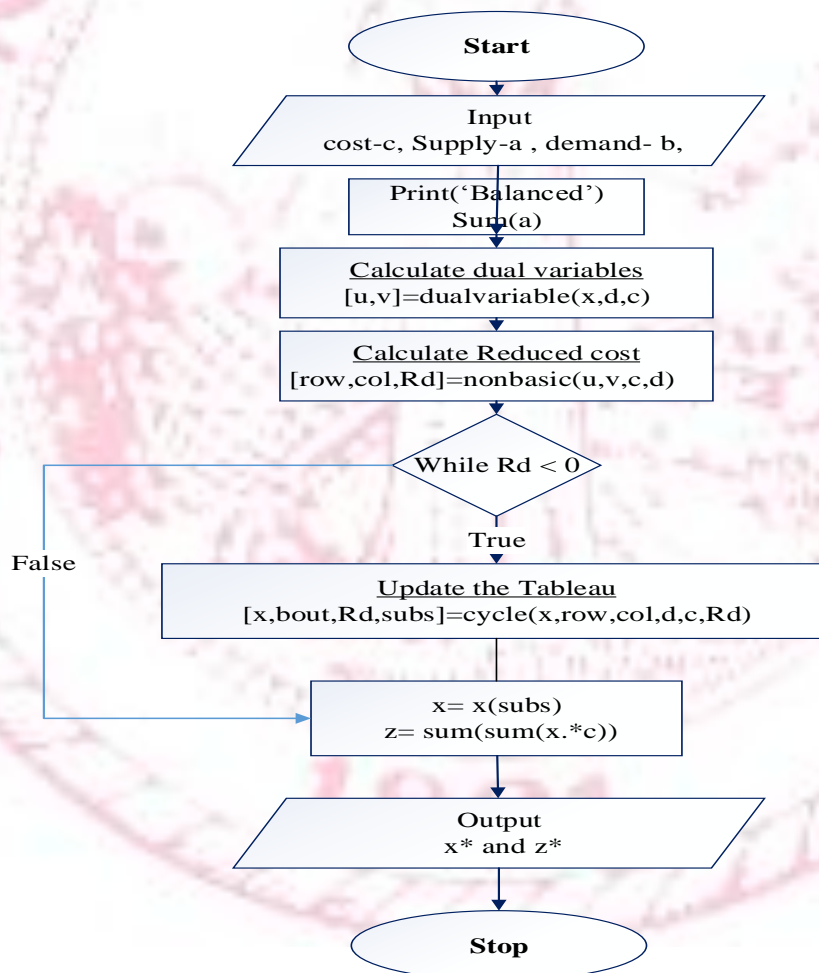 Start
Input
cost-c, Supply-a , demand- b,
Print(‘Balanced’)
Sum(a)
Calculate dual variables
[u,v]=dualvariable(x,d,c)
Calculate Reduced cost
[row,col,Rd]=nonbasic(u,v,c,d)
While Rd < 0
True
False
Update the Tableau
[x,bout,Rd,subs]=cycle(x,row,col,d,c,Rd)
x= x(subs)
z= sum(sum(x.*c))
Output
x* and z*
Stop